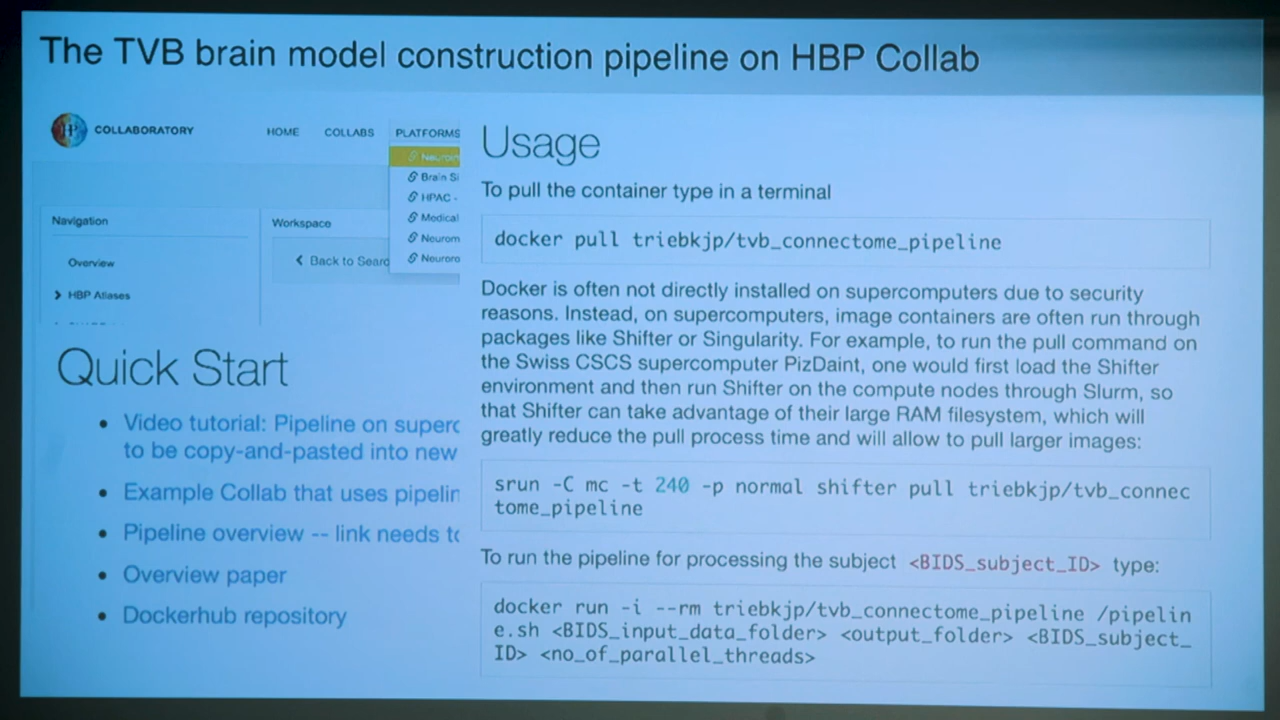 The TVB brain model construction pipeline on HBP Collab
COLLABORATORY
HOME COLLABS PLATFORMS
Brain
HPAC -
Medical
Navigation
Workspace
Overview
Back to
HBP Atlases
Quick Start
Video tutorial: Pipeline on
to be copy-and-pasted into new
Example Collab that uses
Pipeline overview -- link needs
Overview paper
Dockerhub repository
Usage
To pull the container type in a terminal
docker pull triebkjp/tvb_connectome_pipeline
Docker is often not directly installed on supercomputers due to security
reasons. Instead, on supercomputers, image containers are often run through
packages like Shifter or Singularity. For example, to run the pull command on
the Swiss CSCS supercomputer PizDaint, one would first load the Shifter
environment and then run Shifter on the compute nodes through Slurm, so
that Shifter can take advantage of their large RAM filesystem, which will
greatly reduce the pull process time and will allow to pull larger images:
srun -C mc -t 240 -p normal shifter pull triebkjp/tvb_connec
tome_pipeline
To run the pipeline for processing the subject <BIDS_subject_ID> type:
docker run -i --rm triebkjp/tvb_connectome_pipeline /pipelin
e.sh <BIDS_input_data_folder> <output_folder> <BIDS_subject_
ID> <no_of_parallel_threads>